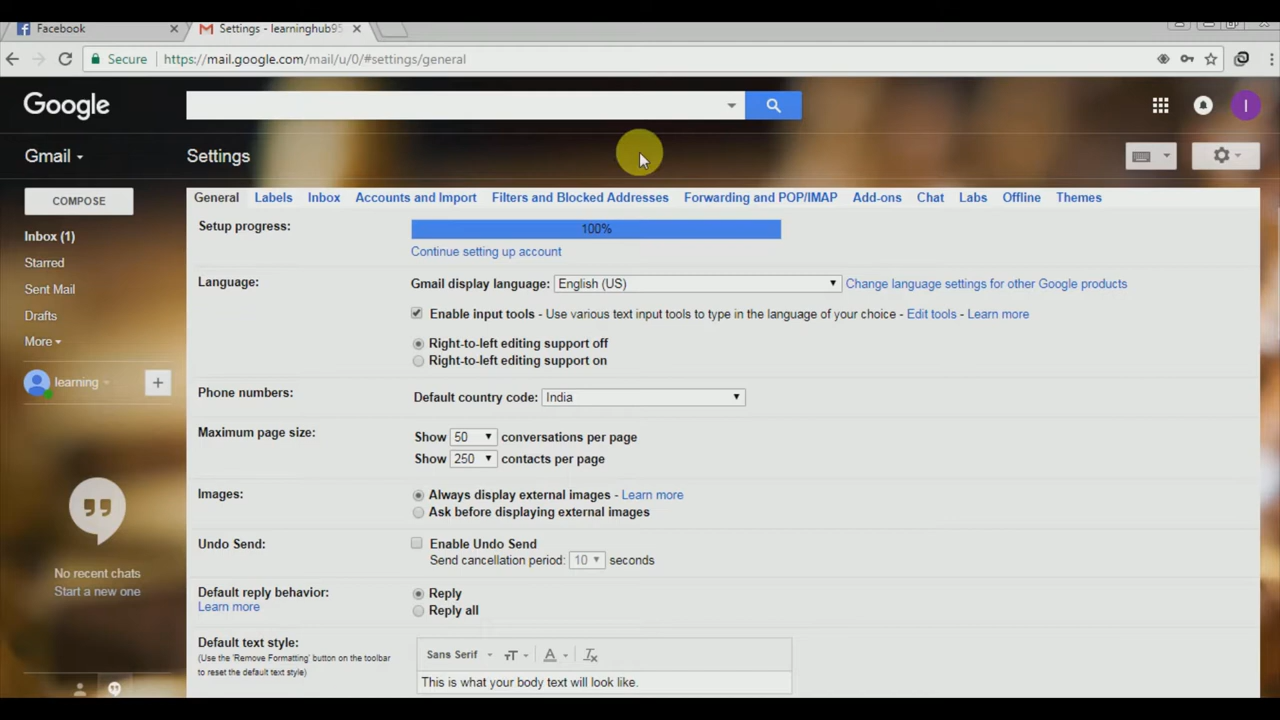 Facebook
Settings - learninghub95
Secure https://mail.google.com/mail/u/0/#settings/general
Google
I
Gmail
Settings
COMPOSE
General Labels Inbox Accounts and Import Filters and Blocked Addresses Forwarding and POP/IMAP Add-ons Chat Labs Offline Themes
Inbox (1)
Starred
Sent Mail
Drafts
More
learning
No recent chats
Start a new one
Setup progress: 100%
Continue setting up account
Language: Gmail display language: English (US) Change language settings for other Google products
Enable input tools - Use various text input tools to type in the language of your choice - Edit tools - Learn more
Right-to-left editing support off
Right-to-left editing support on
Phone numbers: Default country code: India
Maximum page size: Show 50 conversations per page
Show 250 contacts per page
Images: Always display external images - Learn more
Ask before displaying external images
Undo Send: Enable Undo Send
Send cancellation period: 10 seconds
Default reply behavior: Reply
Learn more
Reply all
Default text style:
(Use the 'Remove Formatting' button on the toolbar
to reset the default text style)
Sans Serif
This is what your body text will look like.